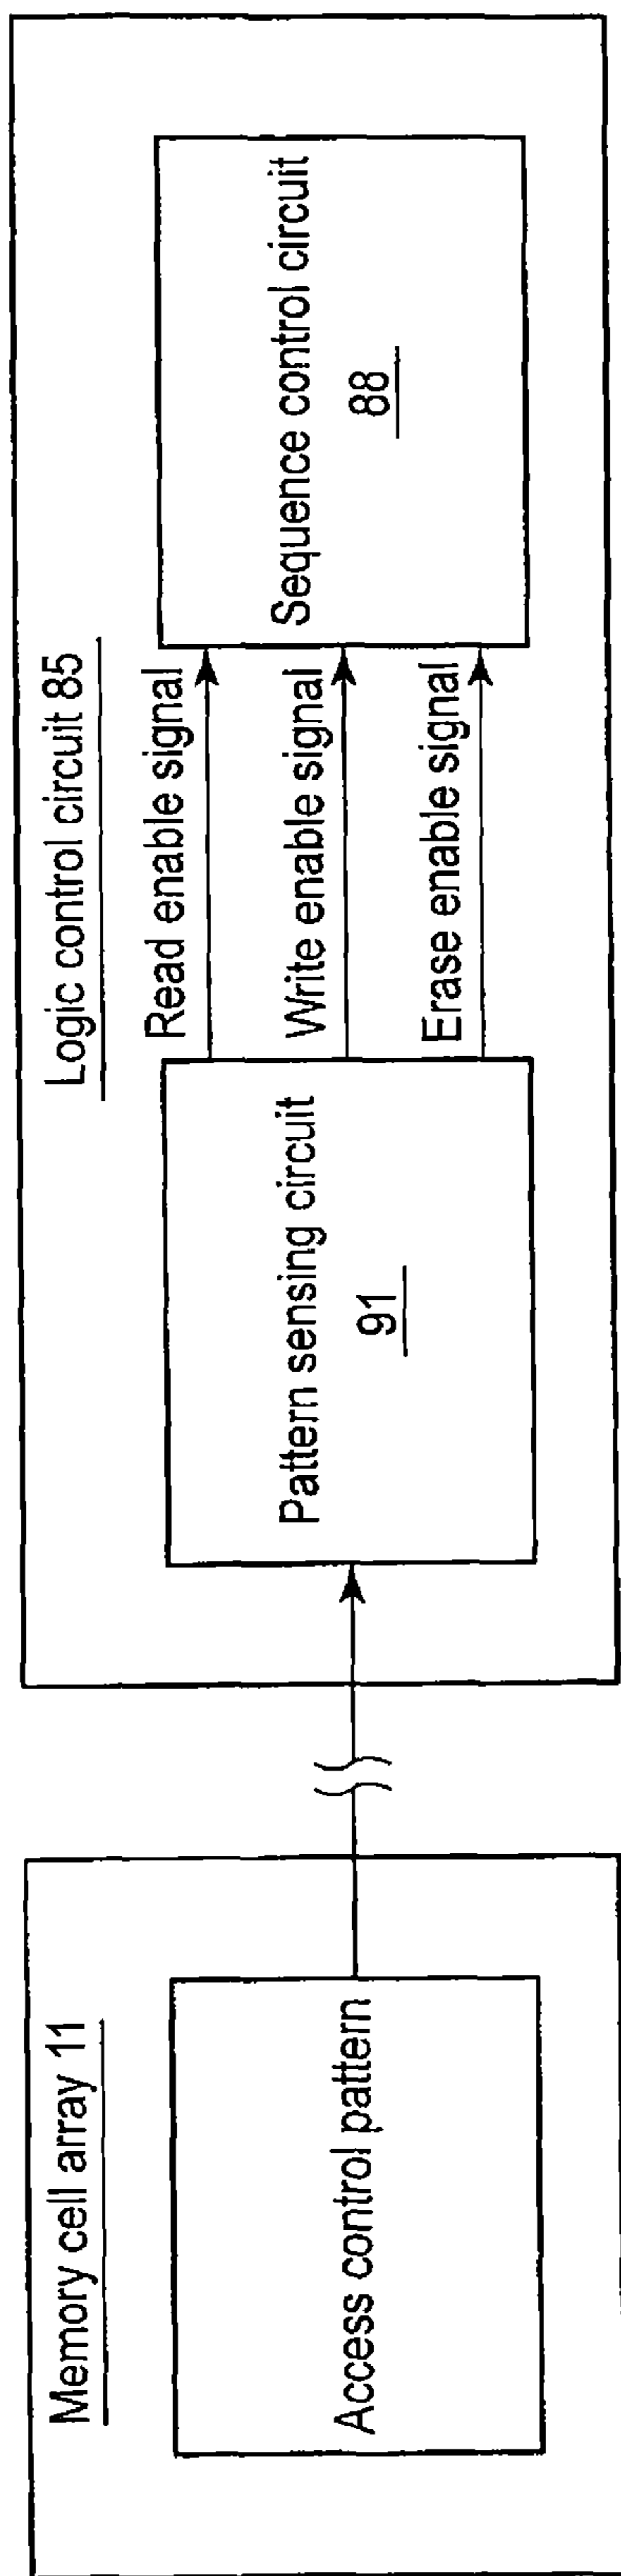 Memory cell array 11
Access control pattern
Logic control circuit 85
Pattern sensing circuit
91
Read enable signal
Write enable signal
Erase enable signal
Sequence control circuit
88